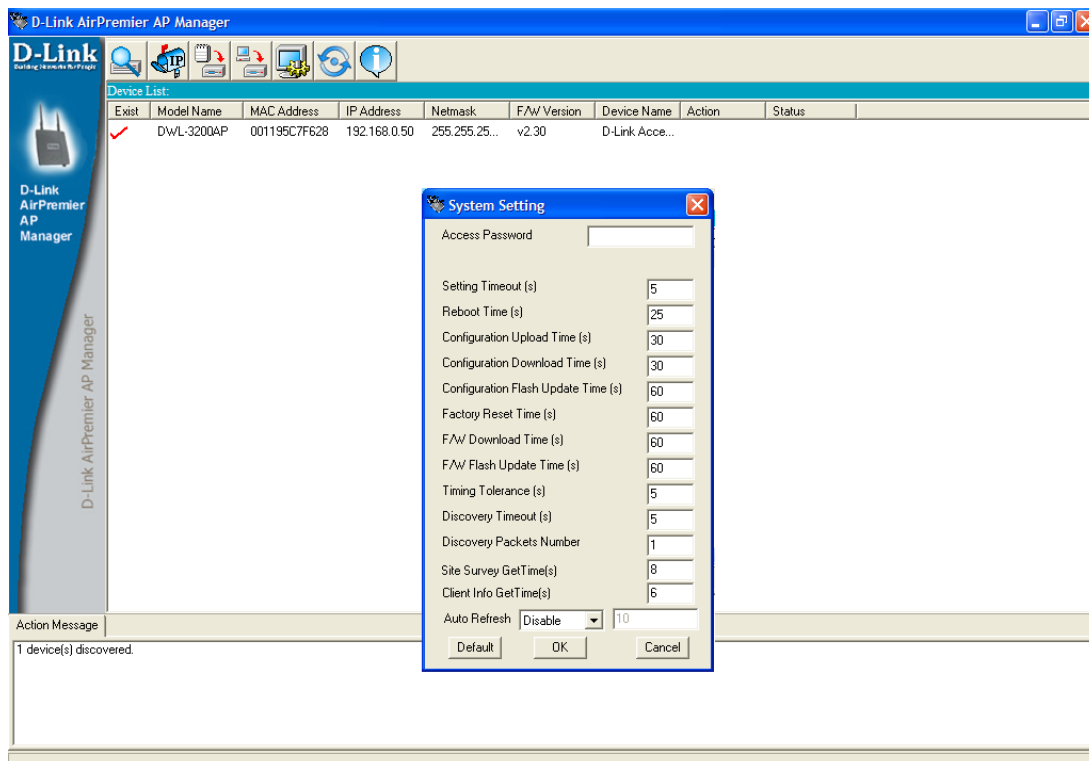 D-Link AirPremier AP Manager
D-Link
Building Networks for People
IP
Device List:
Exist Model Name MAC Address IP Address Netmask F/W Version Device Name Action Status
DWL-3200AP 001195C7F628 192.168.0.50 255.255.25... v2.30 D-Link Acce...
D-Link
AirPremier
AP
Manager
D-Link AirPremier AP Manager
System Setting
Access Password
Setting Timeout (s) 5
Reboot Time (s) 25
Configuration Upload Time (s) 30
Configuration Download Time (s) 30
Configuration Flash Update Time (s) 60
Factory Reset Time (s) 60
F/W Download Time (s) 60
F/W Flash Update Time (s) 60
Timing Tolerance (s) 5
Discovery Timeout (s) 5
Discovery Packets Number 1
Site Survey GetTime(s) 8
Client Info GetTime(s) 6
Auto Refresh Disable 10
Default OK Cancel
Action Message
1 device(s) discovered.